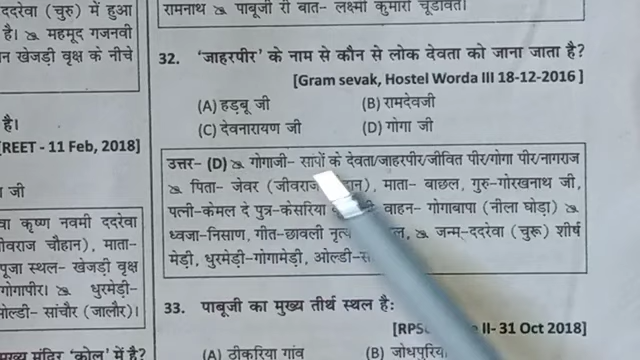 ददरेवा (चुरू) में हुआ
है। ॐ महमूद गजनवी
न खेजड़ी वृक्ष के नीचे
है।
[REET - 11 Feb, 2018]
जी
वा कृष्ण नवमी ददरेवा
वराज चौहान), माता-
पूजा स्थल- खेजड़ी वृक्ष
गोगापीर। धुरमेड़ी-
ओल्डी- सांचौर (जालौर)।
रामनाथ पाबूजी री बात- लक्ष्मी कुमारी चूडावत।
32. 'जाहरपीर' के नाम से कौन से लोक देवता को जाना जाता है?
[Gram sevak, Hostel Worda III 18-12-2016]
(A) हड़बू जी (B) रामदेवजी
(C) देवनारायण जी (D) गोगा जी
उत्तर- (D) गोगाजी- सांपों के देवता/जाहरपीर/जीवित पीर/गोगा पीर/नागराज
पिता- जेवर (जीवराज), माता- बाछल, गुरु-गोरखनाथ जी,
पत्नी-केमल दे पुत्र-केसरिया वाहन- गोगाबापा (नीला घोड़ा)
ध्वजा-निसाण, गीत-छावली नृत्य जन्म-ददरेवा (चुरू) शीर्ष
मेड़ी, धुरमेड़ी-गोगामेड़ी, ओल्डी-
33. पाबूजी का मुख्य तीर्थ स्थल है:
II- 31 Oct 2018]
(A) ठीकरिया गांव (B) जोधपुरिया